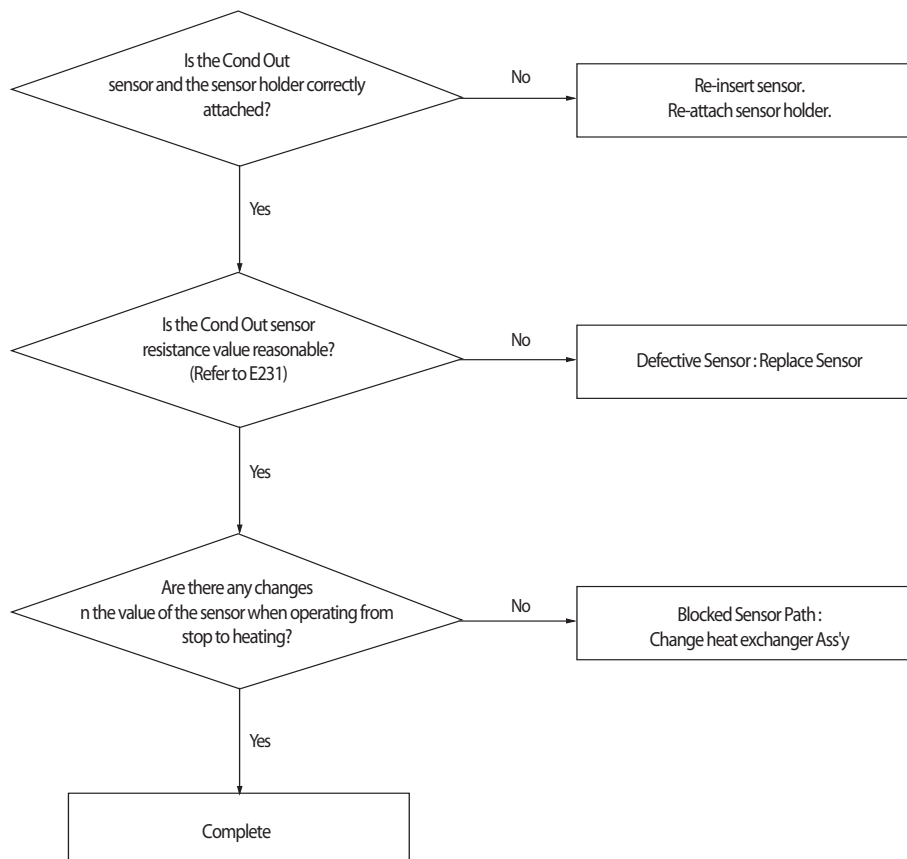 Is the Cond Out
sensor and the sensor holder correctly
attached?
No
Re-insert sensor.
Re-attach sensor holder.
Yes
Is the Cond Out sensor
resistance value reasonable?
(Refer to E231)
No
Defective Sensor : Replace Sensor
Yes
Are there any changes
n the value of the sensor when operating from
stop to heating?
No
Blocked Sensor Path :
Change heat exchanger Ass'y
Yes
Complete